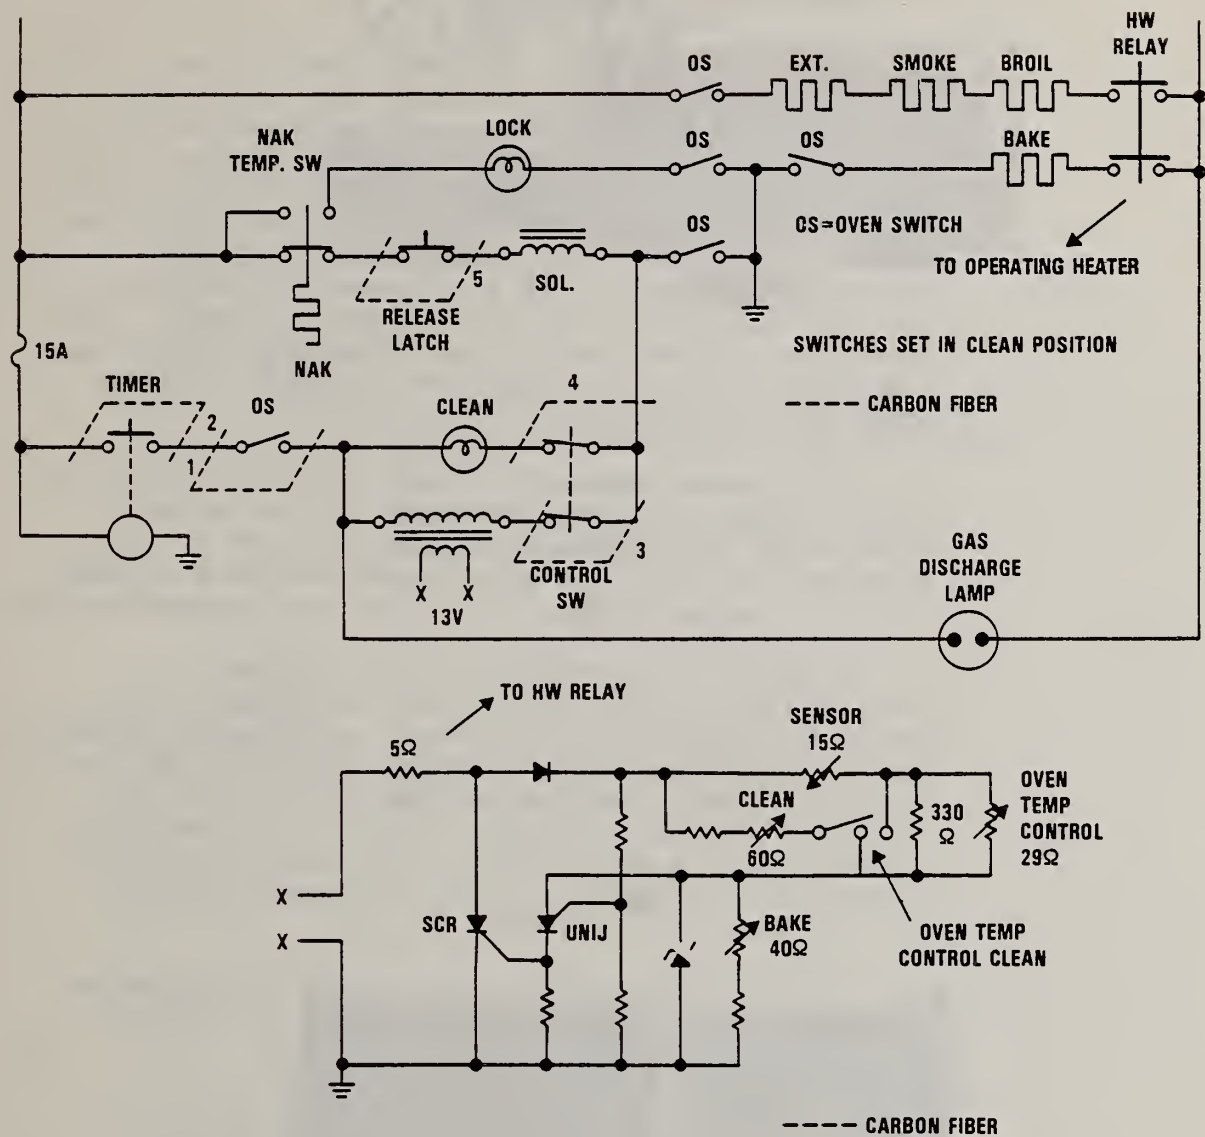 HW
RELAY
OS
EXT.
SMOKE
BROIL
NAK
TEMP. SW
LOCK
OS
OS
BAKE
OS
OS=OVEN SWITCH
TO OPERATING HEATER
5
SOL.
RELEASE
LATCH
15A
NAK
SWITCHES SET IN CLEAN POSITION
TIMER
4
2
OS
CLEAN
CARBON FIBER
1
3
CONTROL
SW
X X
13V
GAS
DISCHARGE
LAMP
TO HW RELAY
5Ω
SENSOR
15Ω
CLEAN
60Ω
330
Ω
OVEN
TEMP
CONTROL
29Ω
X
SCR
UNIJ
BAKE
40Ω
OVEN TEMP
CONTROL CLEAN
X
CARBON FIBER